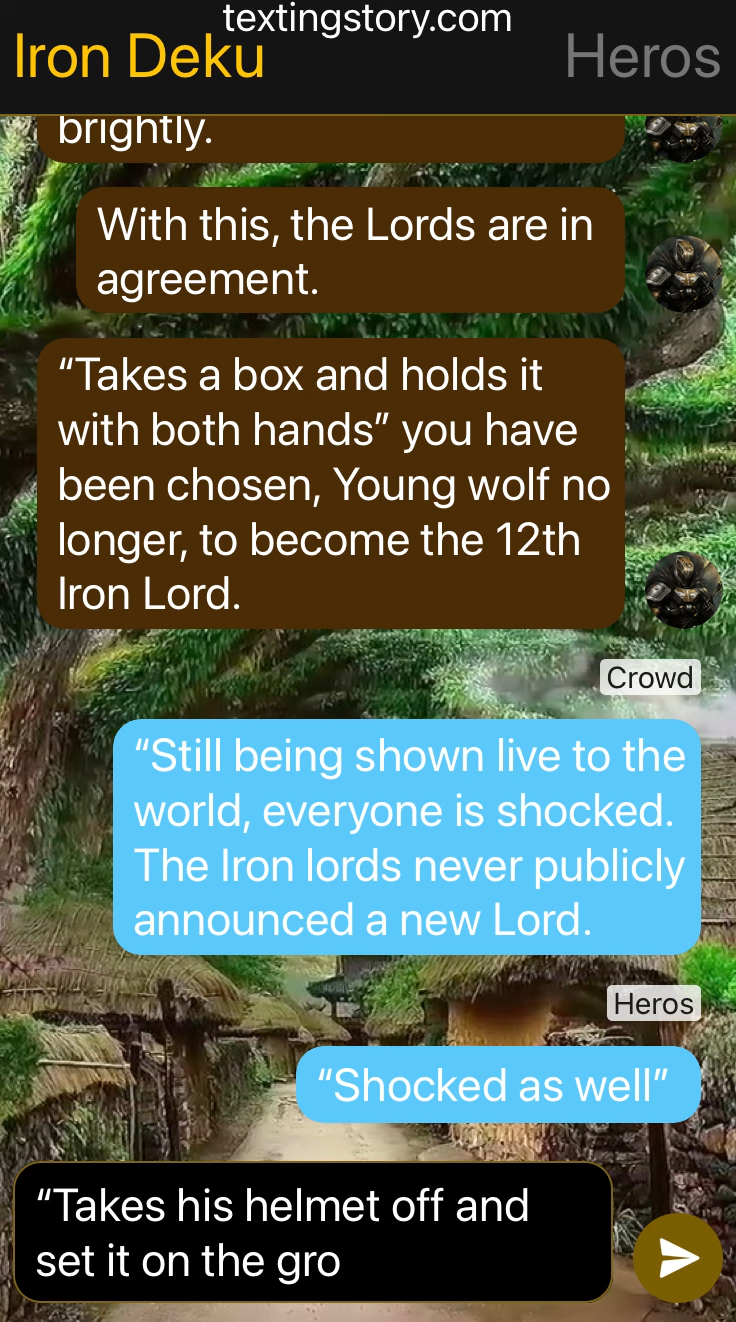 textingstory.com
Iron Deku
Heros
brightly.
With this, the Lords are in
agreement.
“Takes a box and holds it
with both hands” you have
been chosen, Young wolf no
longer, to become the 12th
Iron Lord.
Crowd
“Still being shown live to the
world, everyone is shocked.
The Iron lords never publicly
announced a new Lord.
Heros
“Shocked as well”
“Takes his helmet off and
set it on the gro